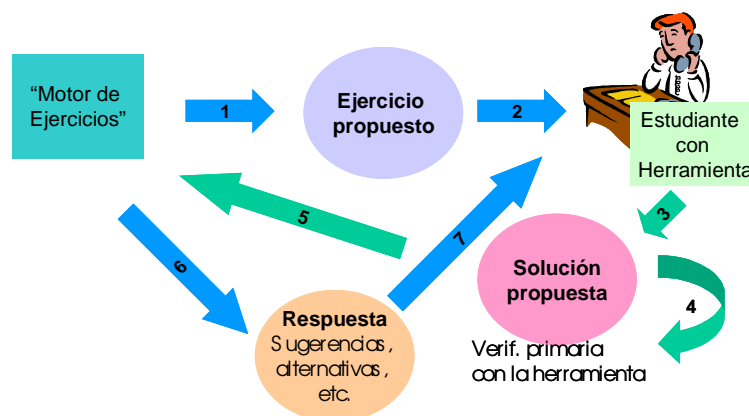 “Motor de
Ejercicios”
1
Ejercicio
propuesto
2
Estudiante
con
Herramienta
3
Solución
propuesta
4
Verif. primaria
con la herramienta
5
6
Respuesta
Sugerencias,
alternativas,
etc.
7